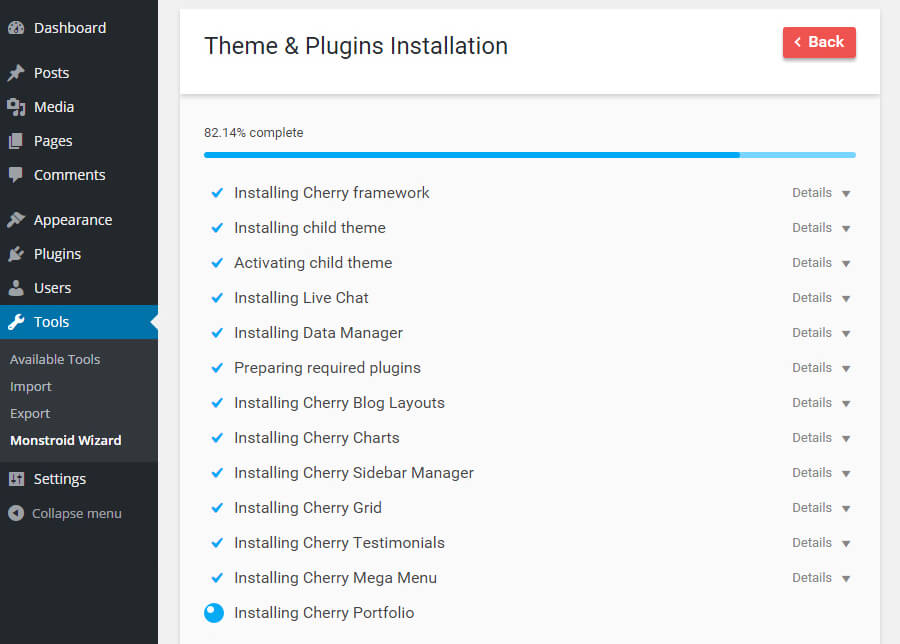 Dashboard
Posts
Media
Pages
Comments
Appearance
Plugins
Users
Tools
Available Tools
Import
Export
Monstroid Wizard
Settings
Collapse menu
Theme & Plugins Installation
Back
82.14% complete
Installing Cherry framework Details
Installing child theme Details
Activating child theme Details
Installing Live Chat Details
Installing Data Manager Details
Preparing required plugins Details
Installing Cherry Blog Layouts Details
Installing Cherry Charts Details
Installing Cherry Sidebar Manager Details
Installing Cherry Grid Details
Installing Cherry Testimonials Details
Installing Cherry Mega Menu Details
Installing Cherry Portfolio